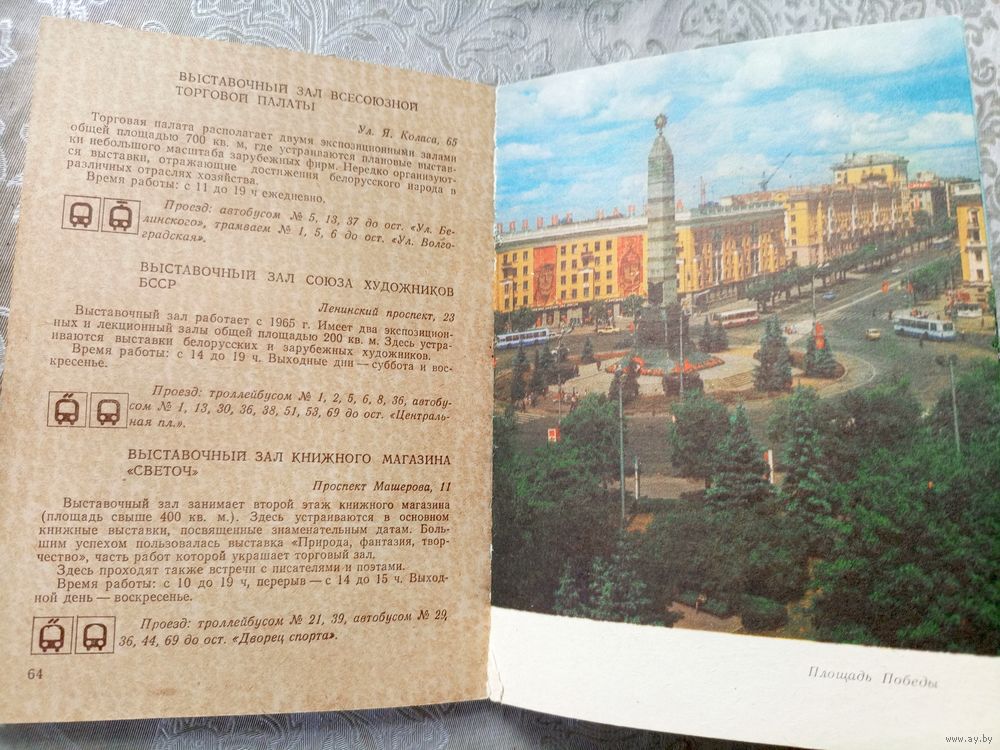 ВЫСТАВОЧНЫЙ ЗАЛ ВСЕСОЮЗНОЙ
ТОРГОВОЙ ПАЛАТЫ
Ул. Я. Коласа, 65
Торговая палата располагает двумя экспозиционными залами
общей площадью 700 кв. м, где устраиваются плановые выстав-
ки небольшого масштаба зарубежных фирм. Нередко организуют-
ся выставки, отражающие достижения белорусского народа в
различных отраслях хозяйства.
Время работы: с 11 до 19 ч ежедневно.
Проезд: автобусом № 5, 13, 37 до ост. «Ул. Бе-
линского», трамваем № 1, 5, 6 до ост. «Ул. Волго-
градская».
ВЫСТАВОЧНЫЙ ЗАЛ СОЮЗА ХУДОЖНИКОВ
БССР
Ленинский проспект, 23
Выставочный зал работает с 1965 г. Имеет два экспозицион-
ных и лекционный залы общей площадью 200 кв. м. Здесь устра-
иваются выставки белорусских и зарубежных художников.
Время работы: с 14 до 19 ч. Выходные дни — суббота и вос-
кресенье.
Проезд: троллейбусом № 1, 2, 5, 6, 8, 36, автобу-
сом № 1, 13, 30, 36, 38, 51, 53, 69 до ост. «Централь-
ная пл.».
ВЫСТАВОЧНЫЙ ЗАЛ КНИЖНОГО МАГАЗИНА
«СВЕТОЧ»
Проспект Машерова, 11
Выставочный зал занимает второй этаж книжного магазина
(площадь свыше 400 кв. м.). Здесь устраиваются в основном
книжные выставки, посвященные знаменательным датам. Боль-
шим успехом пользовалась выставка «Природа, фантазия, твор-
чество», часть работ которой украшает торговый зал.
Здесь проходят также встречи с писателями и поэтами.
Время работы: с 10 до 19 ч, перерыв — с 14 до 15 ч. Выход-
ной день — воскресенье.
Проезд: троллейбусом № 21, 39, автобусом № 29,
36, 44, 69 до ост. «Дворец спорта».
64
Площадь Победы
www.ay.by